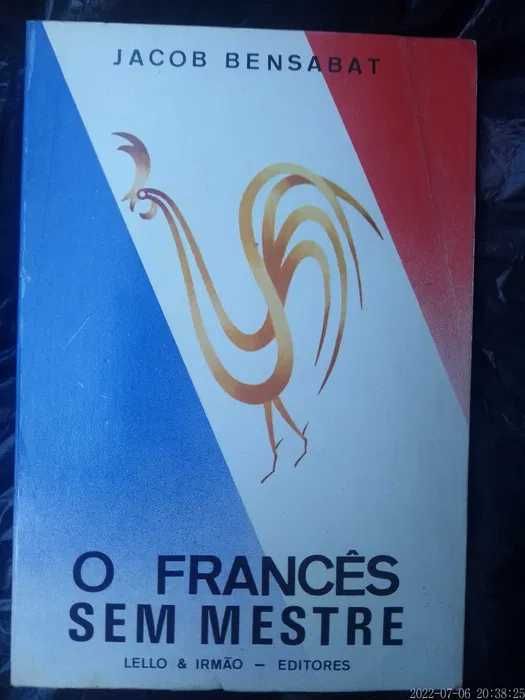 JACOB BENSABAT
O FRANCÊS
SEM MESTRE
LELLO & IRMÃO - EDITORES
2022-07-06 20:38:25